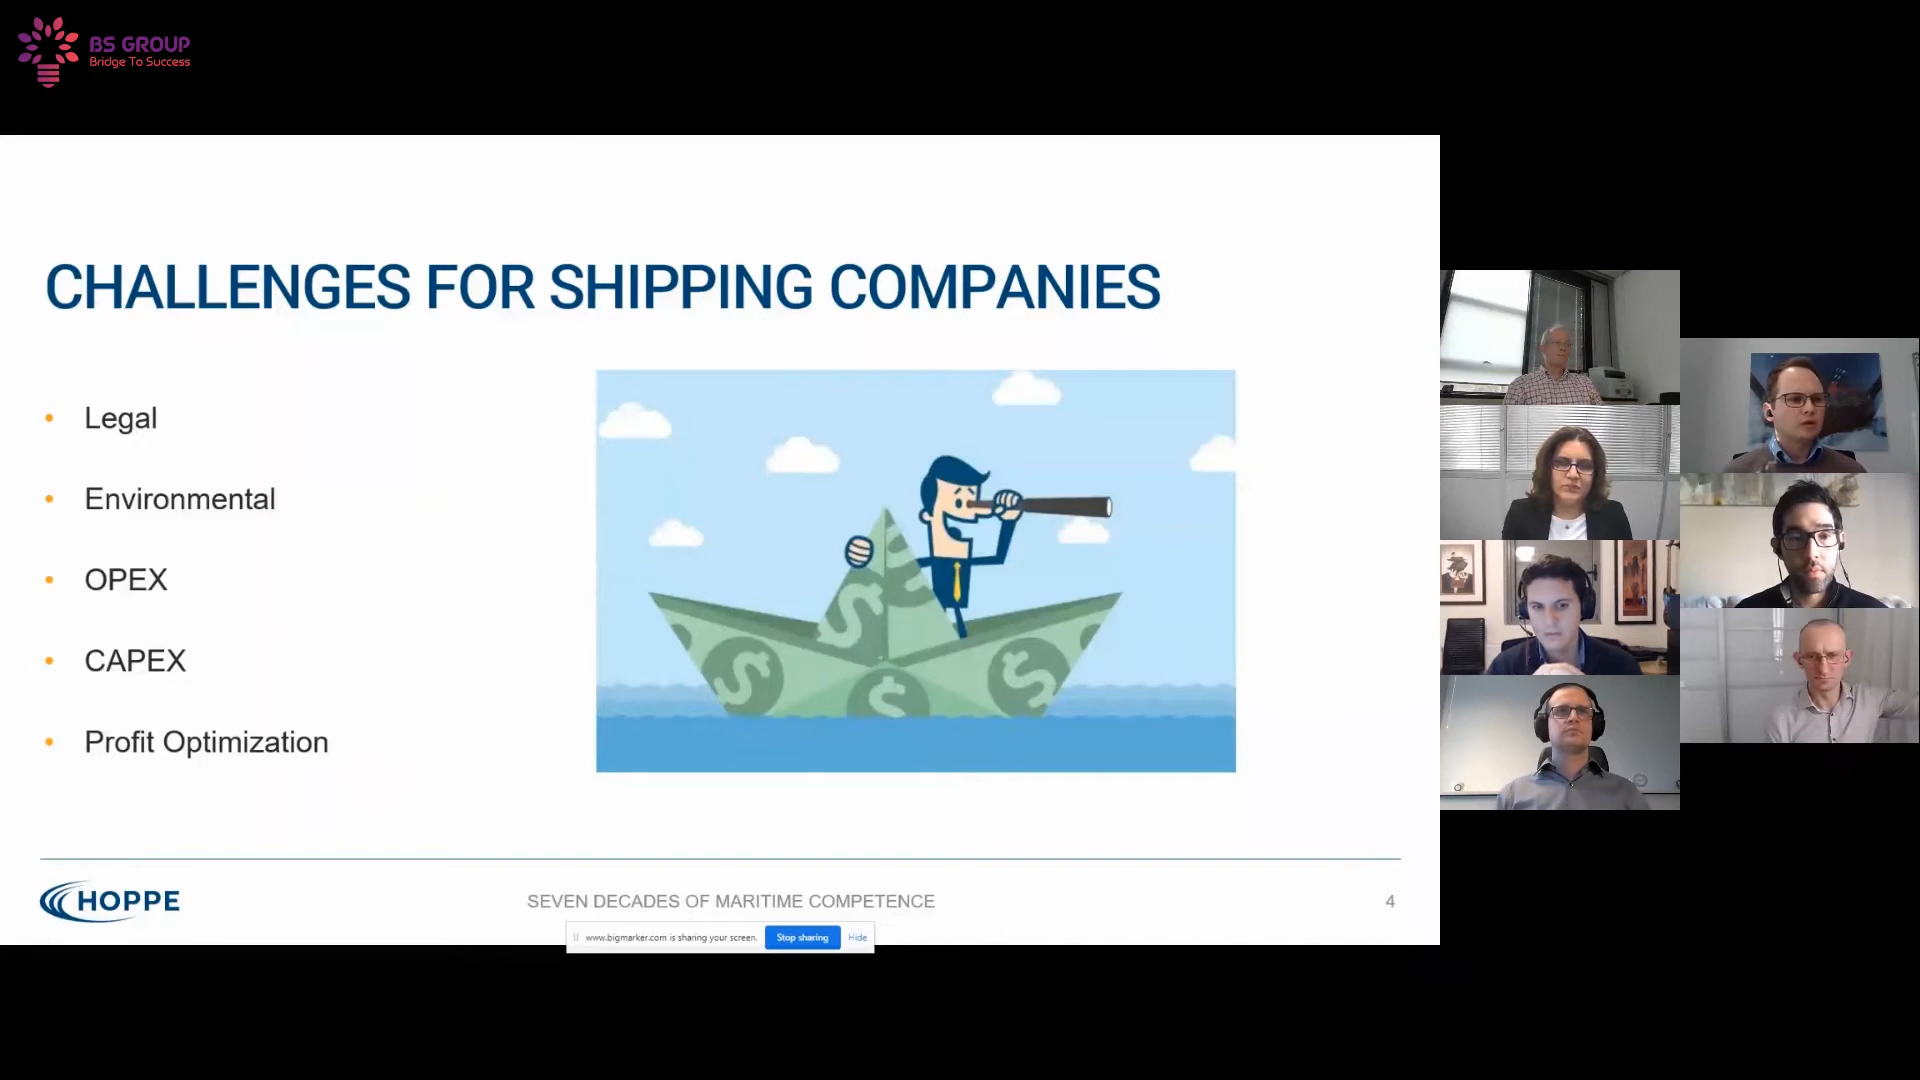 BS GROUP
Bridge To Success
CHALLENGES FOR SHIPPING COMPANIES
• Legal
• Environmental
• OPEX
• CAPEX
• Profit Optimization
$ $ $ $
HOPPE
SEVEN DECADES OF MARITIME COMPETENCE
4
www.bigmarker.com is sharing your screen.
Stop sharing
Hide